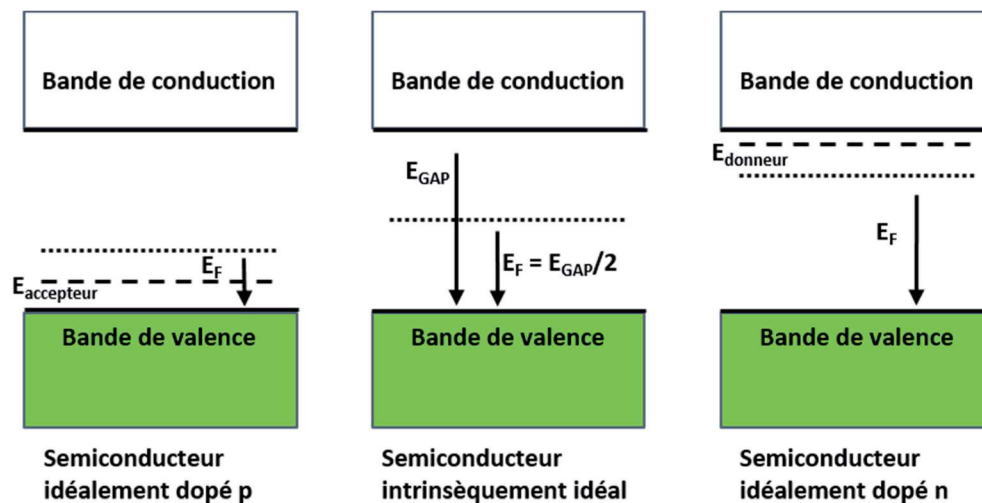 Bande de conduction
E_F
E_accepteur
Bande de valence
Semiconducteur
idéalement dopé p
Bande de conduction
E_GAP
E_F = E_GAP/2
Bande de valence
Semiconducteur
intrinsèquement idéal
Bande de conduction
E_donneur
E_F
Bande de valence
Semiconducteur
idéalement dopé n